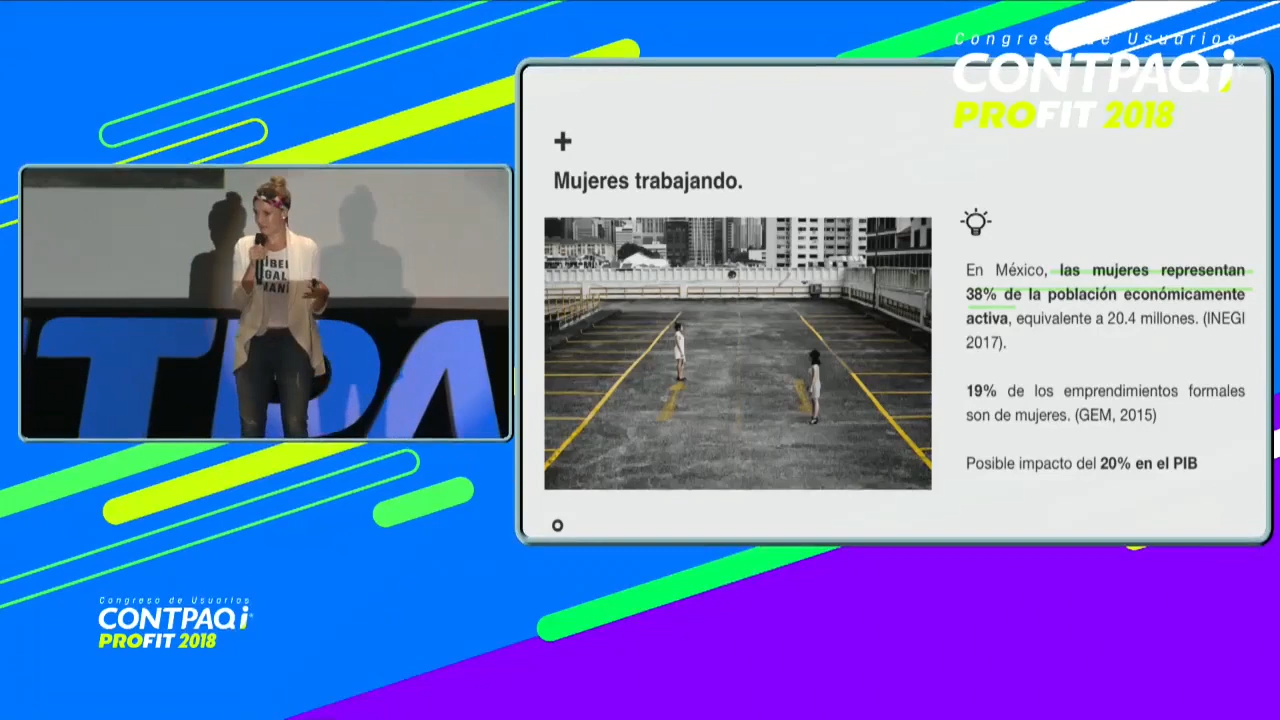 Congreso de Usuarios
CONTPAQi
PROFIT 2018
Mujeres trabajando.
En México, las mujeres representan
38% de la población económicamente
activa, equivalente a 20.4 millones. (INEGI
2017).
19% de los emprendimientos formales
son de mujeres. (GEM, 2015)
Posible impacto del 20% en el PIB
Congreso de Usuarios
CONTPAQi®
PROFIT 2018